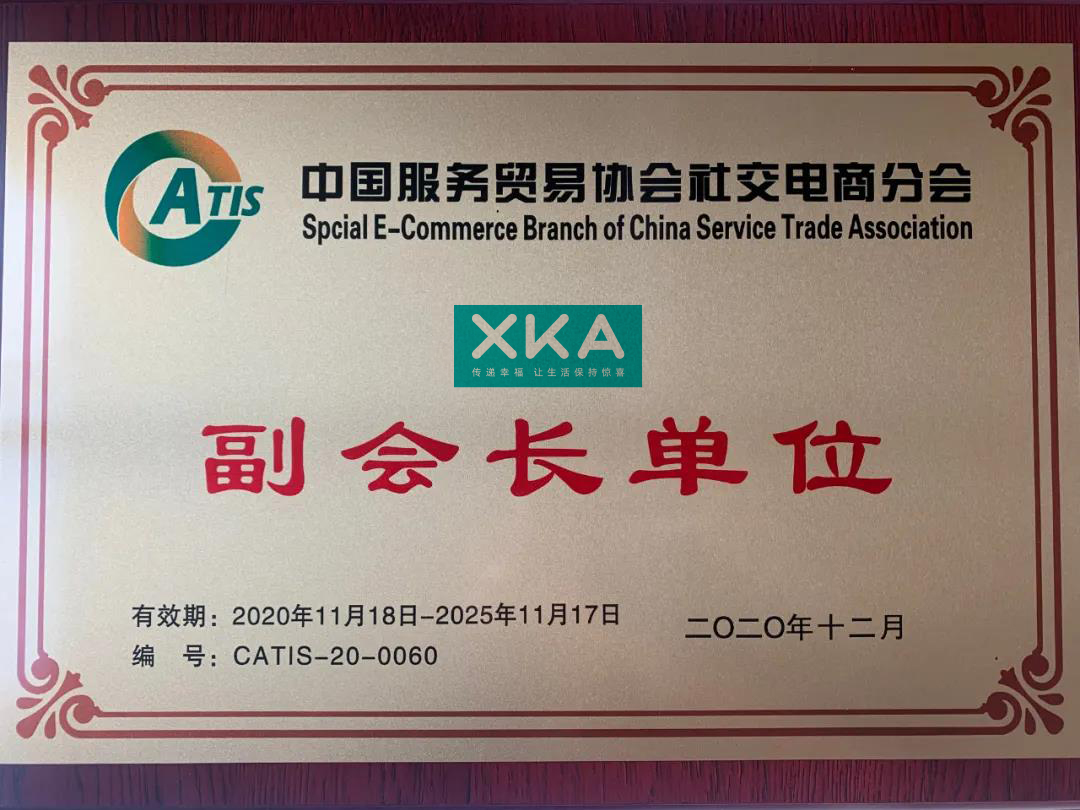 CATIS
中国服务贸易协会社交电商分会
Spcial E-Commerce Branch of China Service Trade Association
XKA
传递幸福 让生活保持惊喜
副会长单位
有效期：2020年11月18日-2025年11月17日
二〇二〇年十二月
编 号：CATIS-20-0060